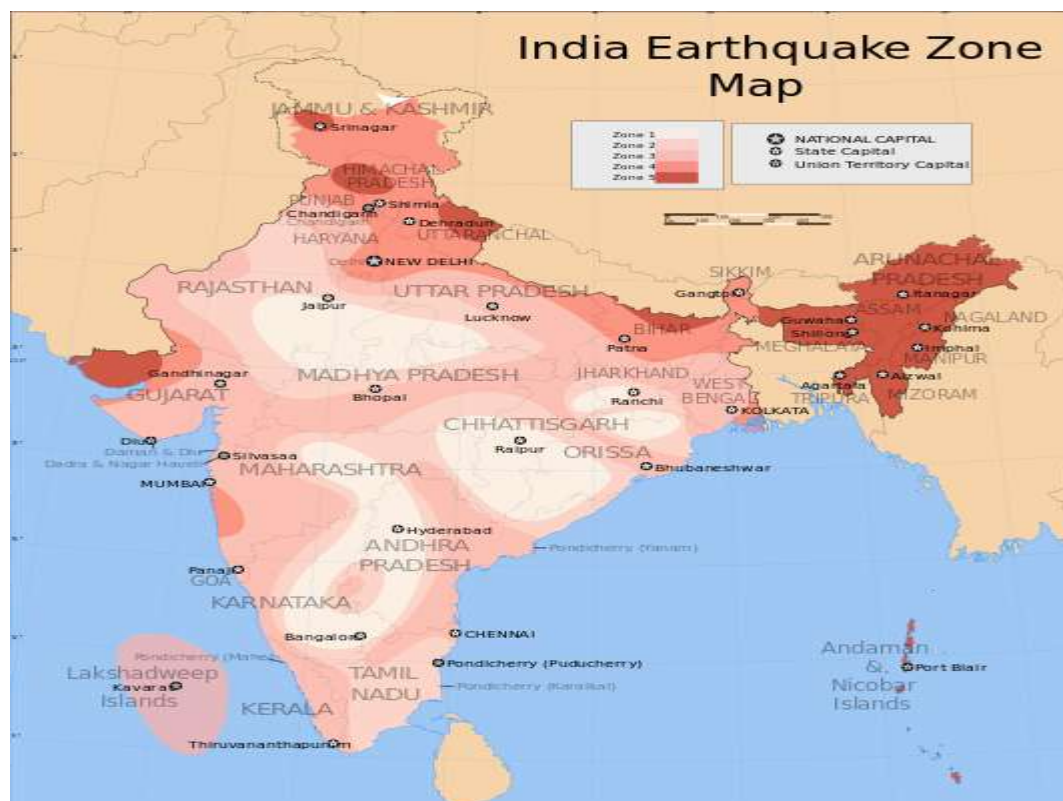 India Earthquake Zone
Map
Zone 1
Zone 2
Zone 3
Zone 4
Zone 5
NATIONAL CAPITAL
State Capital
Union Territory Capital
JAMMU & KASHMIR
Srinagar
HIMACHAL
PRADESH
PUNJAB
Shimla
Chandigarh
Chandigarh
Dehradun
UTTARANCHAL
HARYANA
Delhi
NEW DELHI
RAJASTHAN
Jaipur
UTTAR PRADESH
Lucknow
SIKKIM
Gangtok
ARUNACHAL
PRADESH
Itanagar
ASSAM
Guwahati
NAGALAND
Shillong
Kohima
MEGHALAYA
Imphal
MANIPUR
BIHAR
Patna
Gandhinagar
GUJARAT
MADHYA PRADESH
Bhopal
JHARKHAND
Ranchi
WEST
BENGAL
KOLKATA
Agartala
TRIPURA
Aizwal
MIZORAM
CHHATTISGARH
Raipur
ORISSA
Bhubaneshwar
Diu
Daman & Diu
Dadra & Nagar Haveli
Silvasaa
MAHARASHTRA
MUMBAI
Hyderabad
ANDHRA
PRADESH
Pondicherry (Yanam)
Panaji
GOA
KARNATAKA
Bangalore
CHENNAI
Pondicherry (Mahe)
Pondicherry (Puducherry)
Pondicherry (Karaikal)
TAMIL
NADU
Lakshadweep
Kavarati
Islands
KERALA
Thiruvananthapurum
Andaman
&
Nicobar
Islands
Port Blair